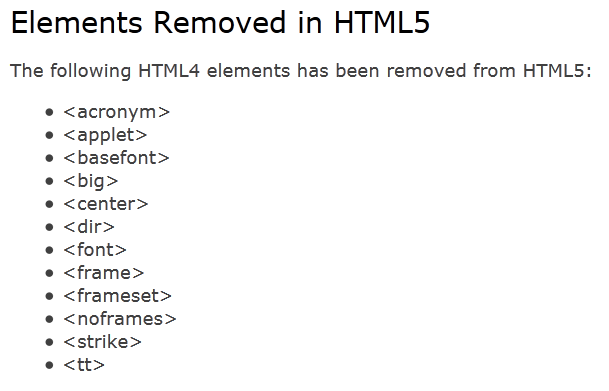 Elements Removed in HTML5
The following HTML4 elements has been removed from HTML5:
• <acronym>
• <applet>
• <basefont>
• <big>
• <center>
• <dir>
• <font>
• <frame>
• <frameset>
• <noframes>
• <strike>
• <tt>